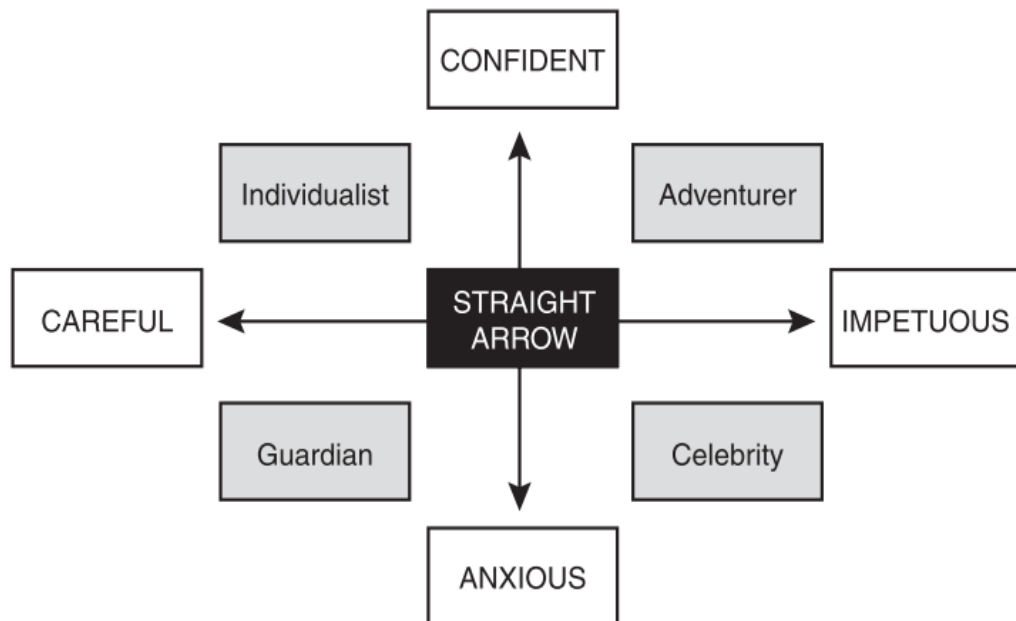 CONFIDENT
Individualist
Adventurer
CAREFUL
STRAIGHT
ARROW
IMPETUOUS
Guardian
Celebrity
ANXIOUS